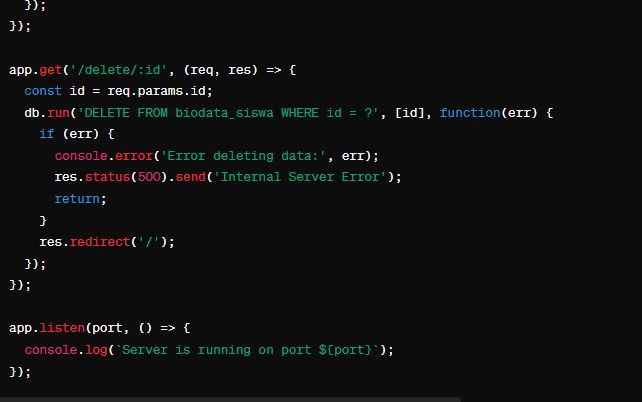 });
});

app.get('/delete/:id', (req, res) => {
  const id = req.params.id;
  db.run('DELETE FROM biodata_siswa WHERE id = ?', [id], function(err) {
    if (err) {
      console.error('Error deleting data:', err);
      res.status(500).send('Internal Server Error');
      return;
    }
    res.redirect('/');
  });
});

app.listen(port, () => {
  console.log(`Server is running on port ${port}`);
});